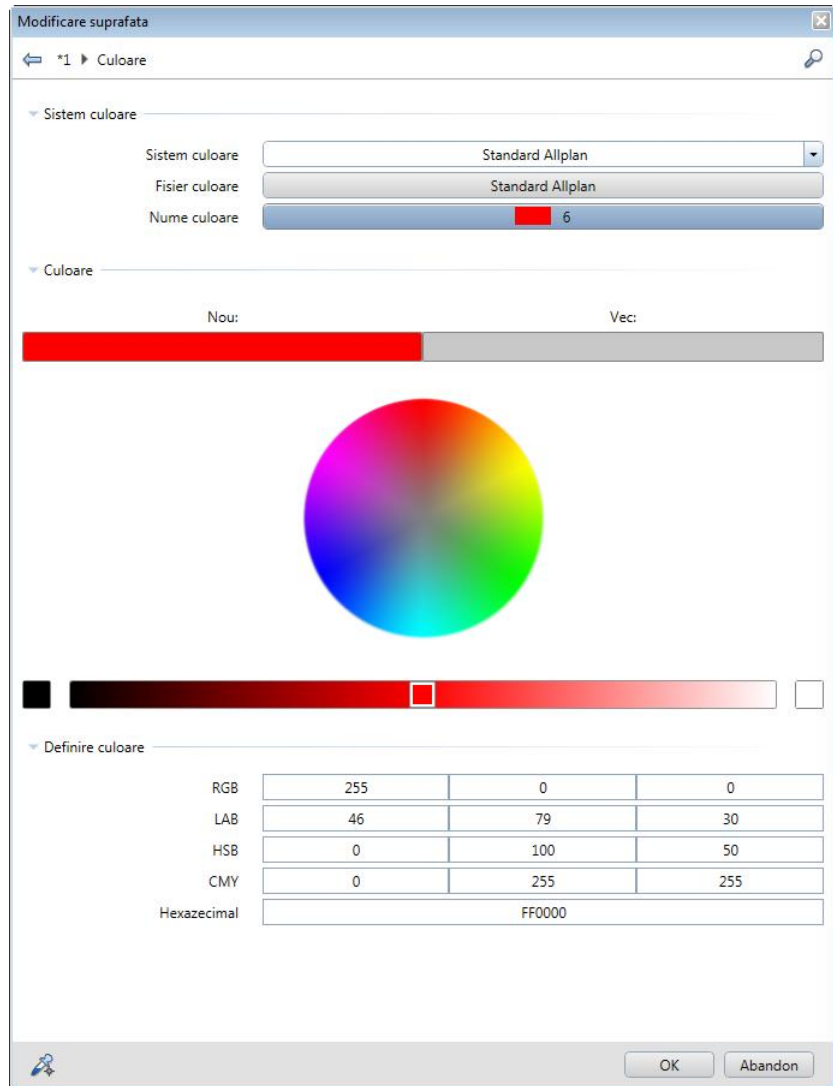 Modificare suprafata
*1 Culoare
Sistem culoare
Sistem culoare Standard Allplan
Fisier culoare Standard Allplan
Nume culoare 6
Culoare
Nou: Vec:
Definire culoare
RGB 255 0 0
LAB 46 79 30
HSB 0 100 50
CMY 0 255 255
Hexazecimal FF0000
OK Abandon